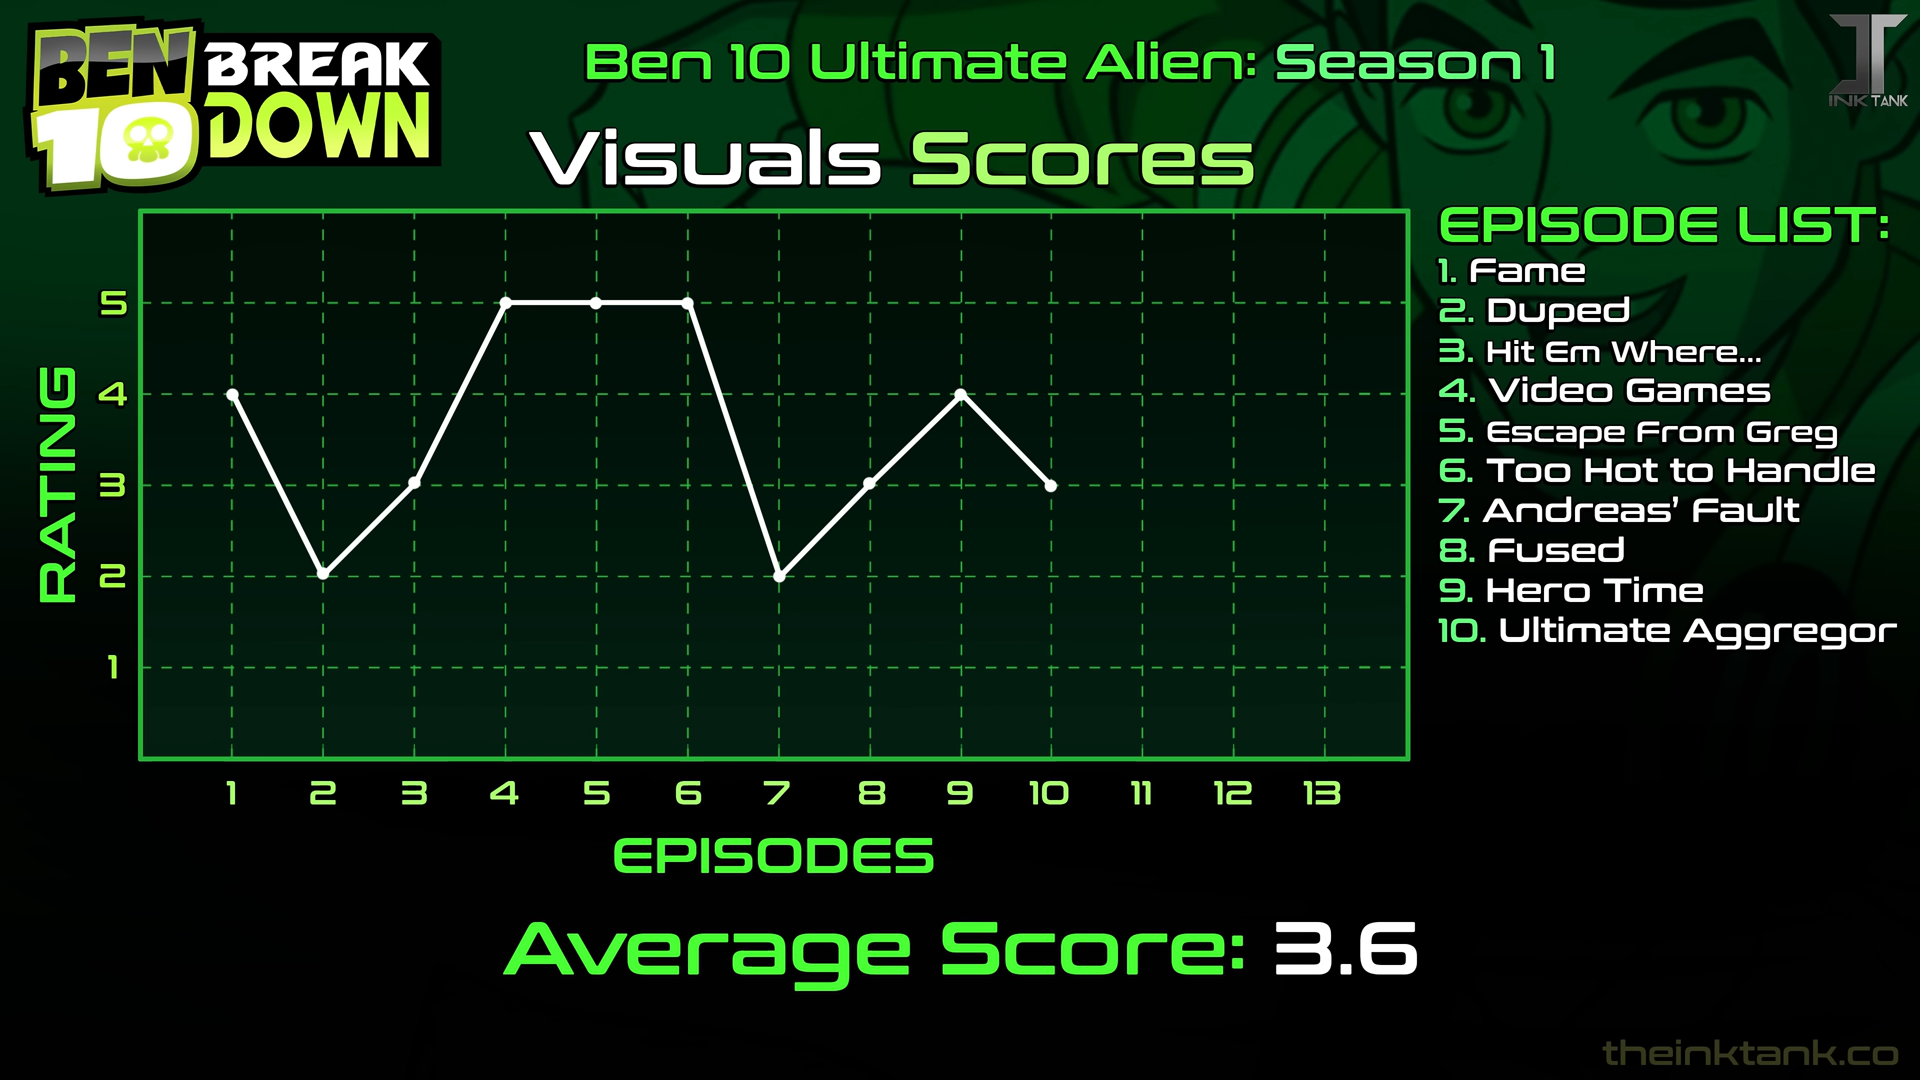 BEN 10 BREAK DOWN
Ben 10 Ultimate Alien: Season 1
INK TANK
Visuals Scores
EPISODE LIST:
1. Fame
2. Duped
3. Hit Em Where...
4. Video Games
5. Escape From Greg
6. Too Hot to Handle
7. Andreas' Fault
8. Fused
9. Hero Time
10. Ultimate Aggregor
RATING
5
4
3
2
1
1 2 3 4 5 6 7 8 9 10 11 12 13
EPISODES
Average Score: 3.6
theinktank.co